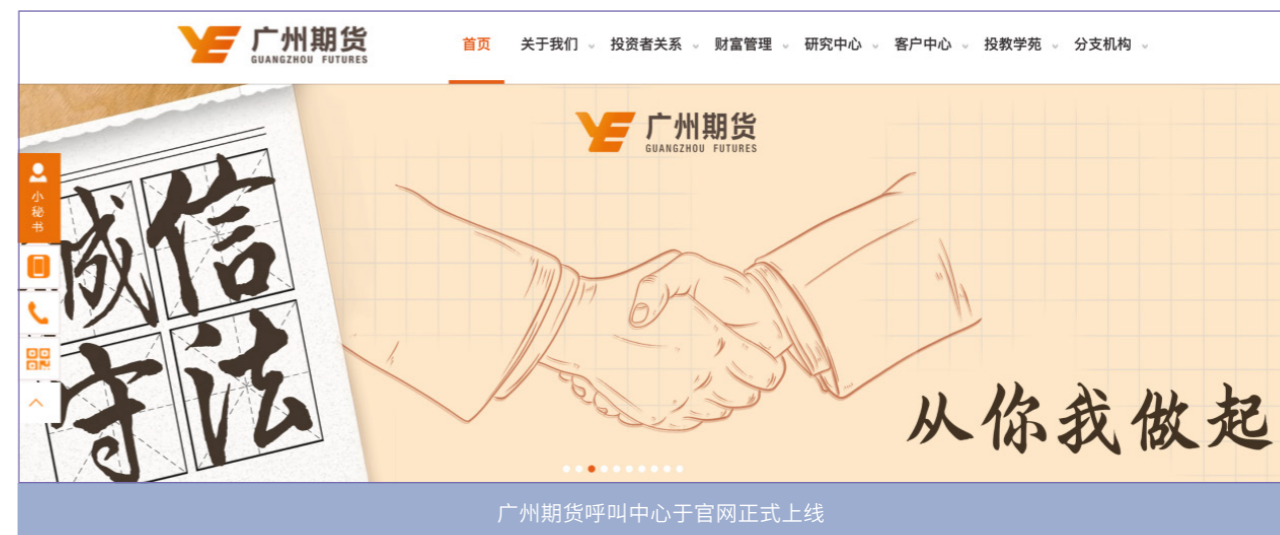 广州期货
GUANGZHOU FUTURES
首页 关于我们 投资者关系 财富管理 研究中心 客户中心 投教学苑 分支机构
广州期货
GUANGZHOU FUTURES
小秘书
诚信
守法
从你我做起
广州期货呼叫中心于官网正式上线